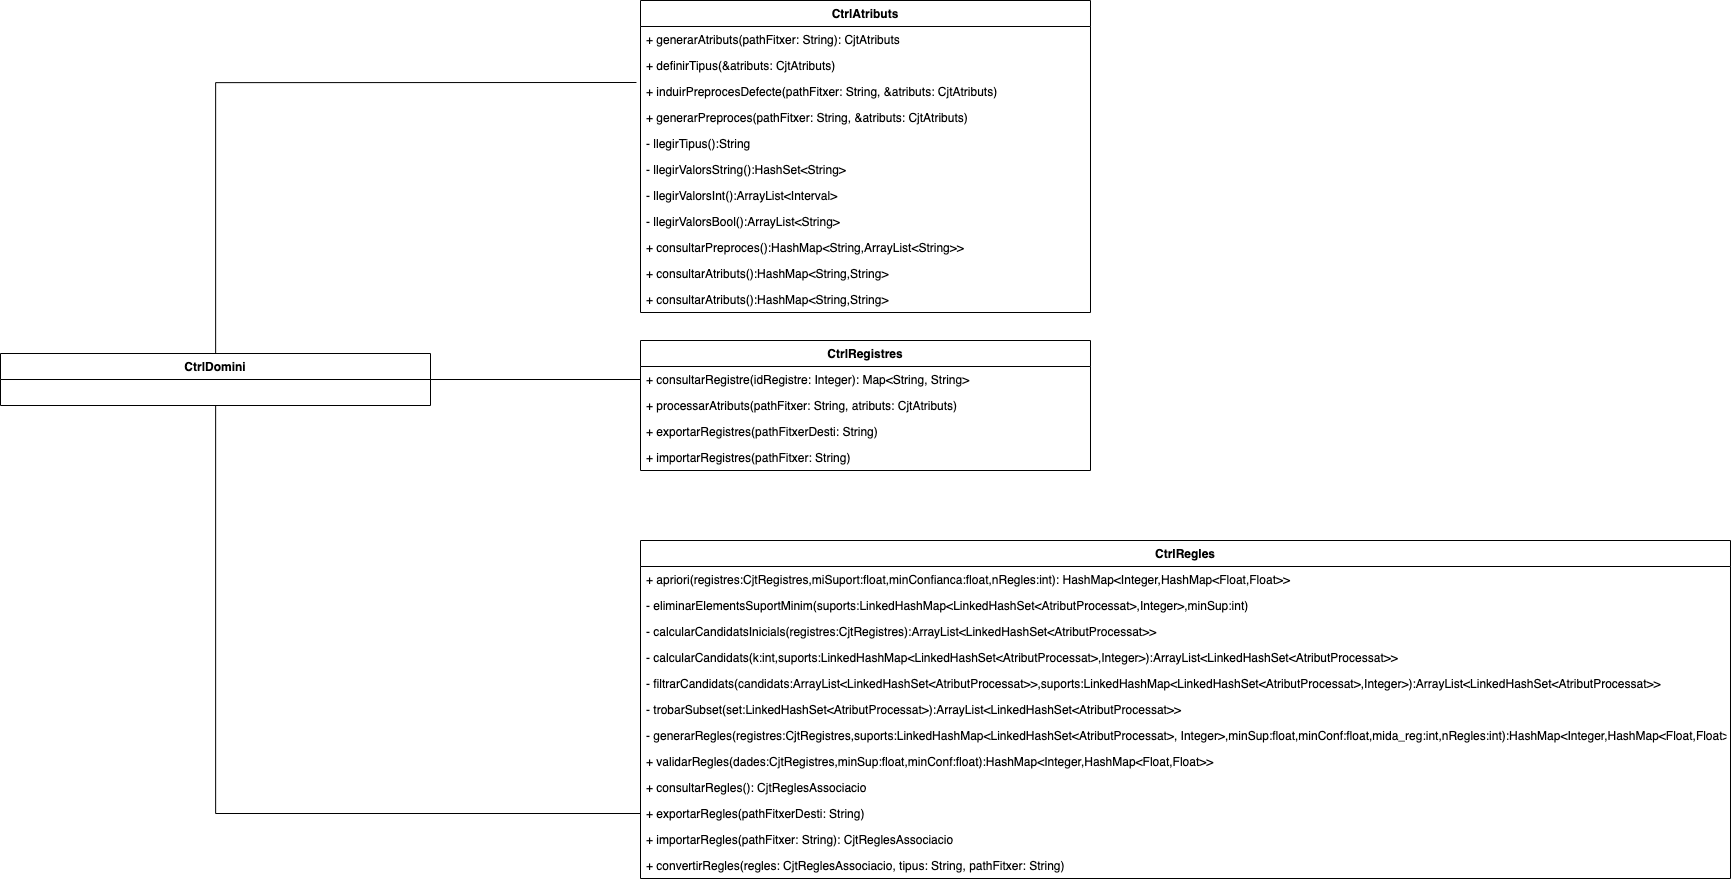 CtrlAtributs
+ generarAtributs(pathFitxer: String): CjtAtributs
+ definirTipus(&atributs: CjtAtributs)
+ induirPreprocesDefecte(pathFitxer: String, &atributs: CjtAtributs)
+ generarPreproces(pathFitxer: String, &atributs: CjtAtributs)
- llegirTipus():String
- llegirValorsString():HashSet<String>
- llegirValorsInt():ArrayList<Interval>
- llegirValorsBool():ArrayList<String>
+ consultarPreproces():HashMap<String,ArrayList<String>>
+ consultarAtributs():HashMap<String,String>
+ consultarAtributs():HashMap<String,String>
CtrlDomini
CtrlRegistres
+ consultarRegistre(idRegistre: Integer): Map<String, String>
+ processarAtributs(pathFitxer: String, atributs: CjtAtributs)
+ exportarRegistres(pathFitxerDesti: String)
+ importarRegistres(pathFitxer: String)
CtrlRegles
+ apriori(registres:CjtRegistres,miSuport:float,minConfianca:float,nRegles:int): HashMap<Integer,HashMap<Float,Float>>
- eliminarElementsSuportMinim(suports:LinkedHashMap<LinkedHashSet<AtributProcessat>,Integer>,minSup:int)
- calcularCandidatsInicials(registres:CjtRegistres):ArrayList<LinkedHashSet<AtributProcessat>>
- calcularCandidats(k:int,suports:LinkedHashMap<LinkedHashSet<AtributProcessat>,Integer>):ArrayList<LinkedHashSet<AtributProcessat>>
- filtrarCandidats(candidats:ArrayList<LinkedHashSet<AtributProcessat>>,suports:LinkedHashMap<LinkedHashSet<AtributProcessat>,Integer>):ArrayList<LinkedHashSet<AtributProcessat>>
- trobarSubset(set:LinkedHashSet<AtributProcessat>):ArrayList<LinkedHashSet<AtributProcessat>>
- generarRegles(registres:CjtRegistres,suports:LinkedHashMap<LinkedHashSet<AtributProcessat>, Integer>,minSup:float,minConf:float,mida_reg:int,nRegles:int):HashMap<Integer,HashMap<Float,Float>
+ validarRegles(dades:CjtRegistres,minSup:float,minConf:float):HashMap<Integer,HashMap<Float,Float>>
+ consultarRegles(): CjtReglesAssociacio
+ exportarRegles(pathFitxerDesti: String)
+ importarRegles(pathFitxer: String): CjtReglesAssociacio
+ convertirRegles(regles: CjtReglesAssociacio, tipus: String, pathFitxer: String)